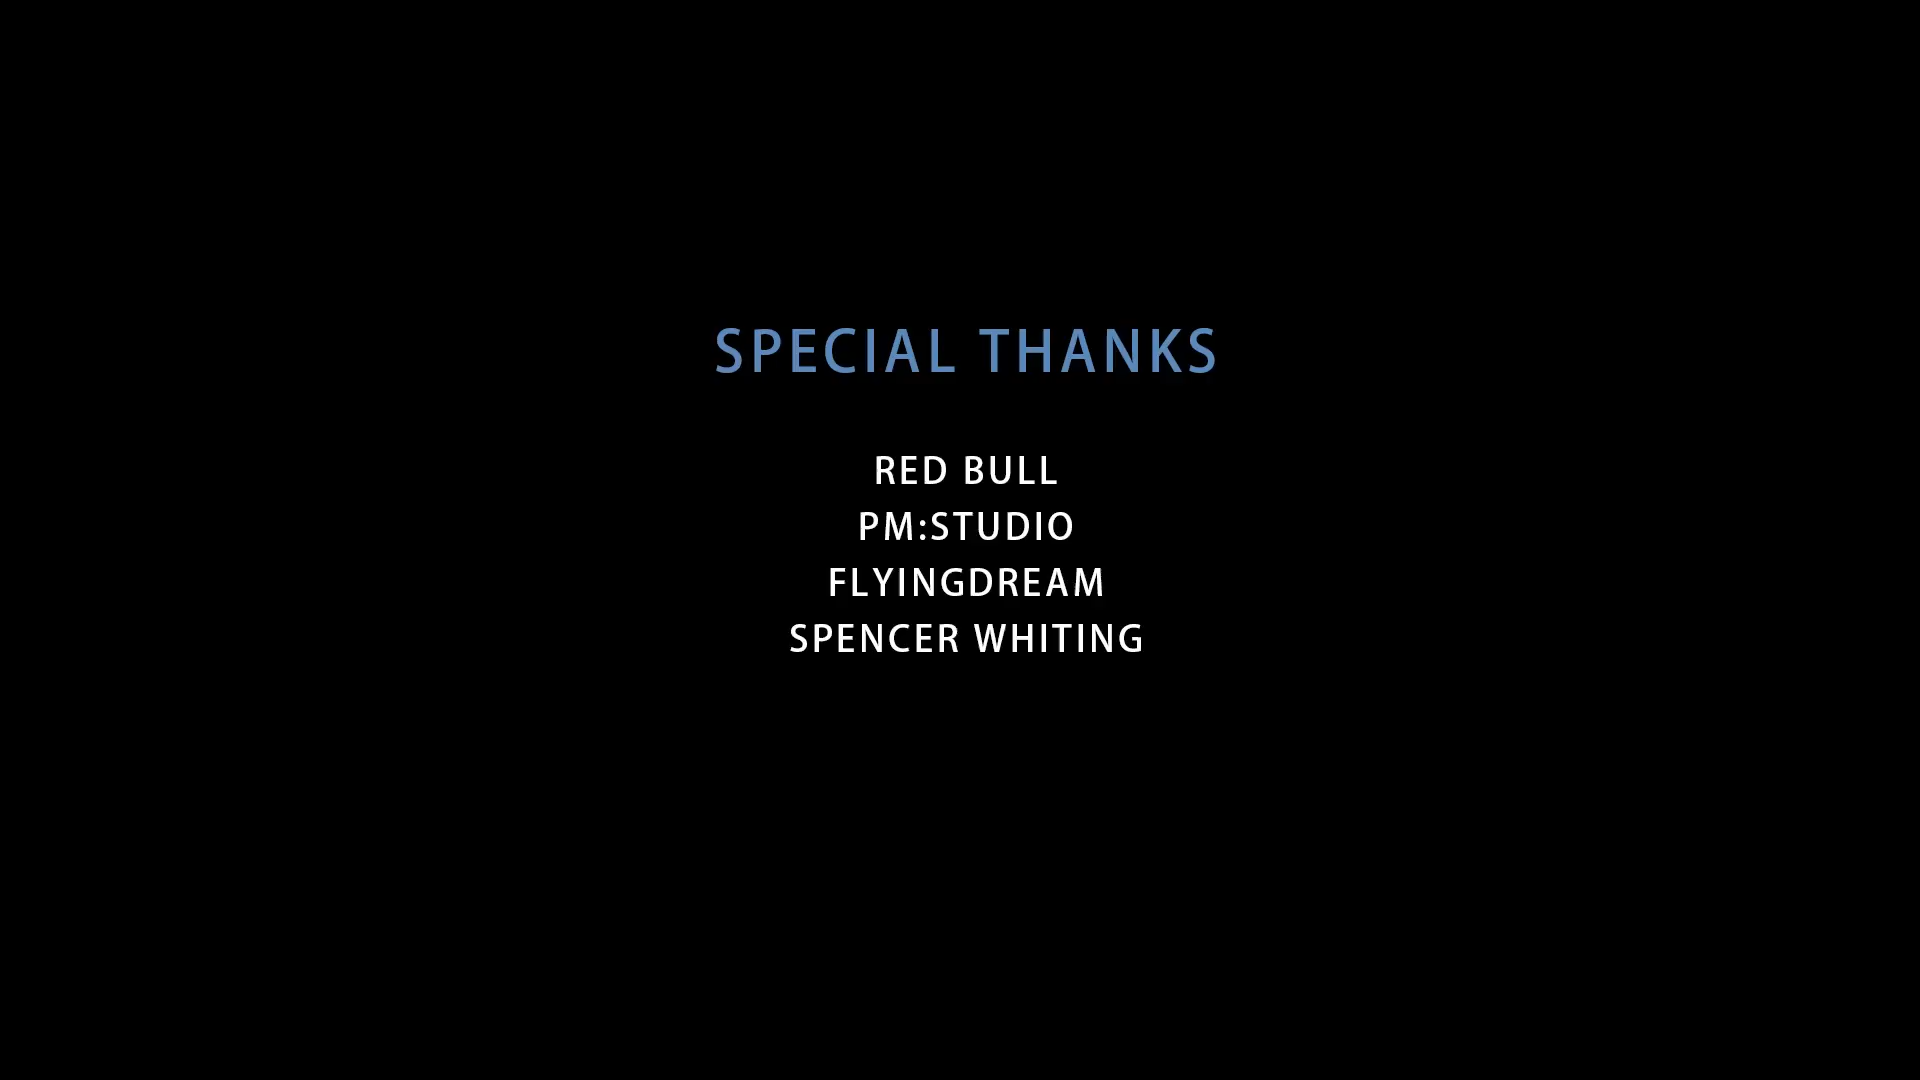 SPECIAL THANKS
RED BULL
PM:STUDIO
FLYINGDREAM
SPENCER WHITING